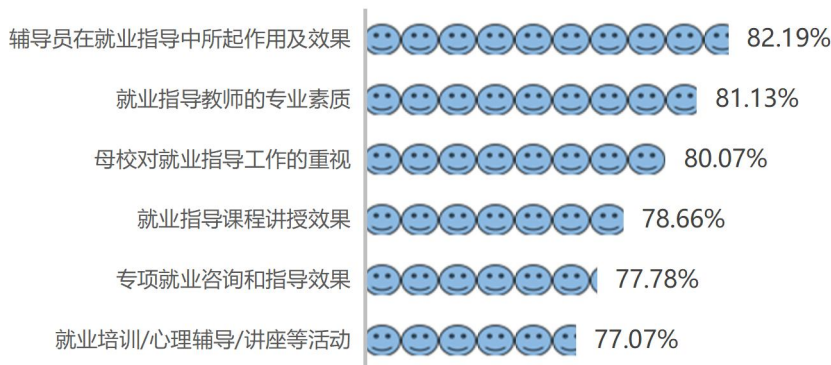 辅导员在就业指导中所起作用及效果 82.19%
就业指导教师的专业素质 81.13%
母校对就业指导工作的重视 80.07%
就业指导课程讲授效果 78.66%
专项就业咨询和指导效果 77.78%
就业培训/心理辅导/讲座等活动 77.07%